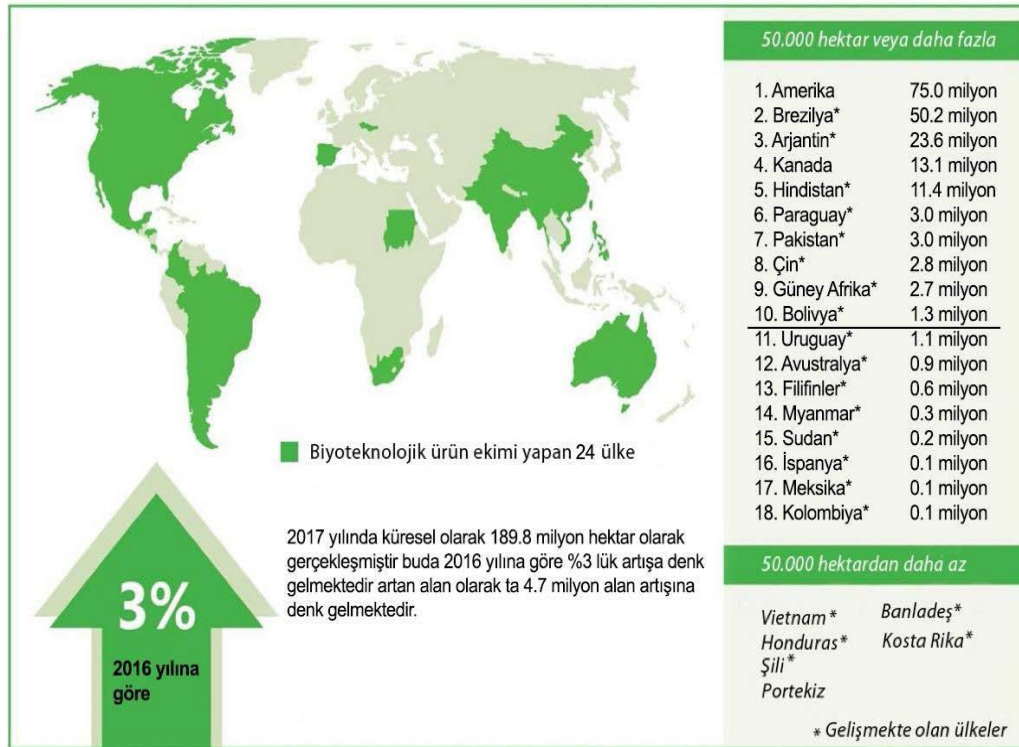 50.000 hektar veya daha fazla
1. Amerika 75.0 milyon
2. Brezilya* 50.2 milyon
3. Arjantin* 23.6 milyon
4. Kanada 13.1 milyon
5. Hindistan* 11.4 milyon
6. Paraguay* 3.0 milyon
7. Pakistan* 3.0 milyon
8. Çin* 2.8 milyon
9. Güney Afrika* 2.7 milyon
10. Bolivya* 1.3 milyon
11. Uruguay* 1.1 milyon
12. Avustralya* 0.9 milyon
13. Filifinler* 0.6 milyon
14. Myanmar* 0.3 milyon
15. Sudan* 0.2 milyon
16. İspanya* 0.1 milyon
17. Meksika* 0.1 milyon
18. Kolombiya* 0.1 milyon
50.000 hektardan daha az
Vietnam* Banladeş*
Honduras* Kosta Rika*
Şili*
Portekiz
* Gelişmekte olan ülkeler
Biyoteknolojik ürün ekimi yapan 24 ülke
2017 yılında küresel olarak 189.8 milyon hektar olarak
gerçekleşmiştir buda 2016 yılına göre %3 lük artışa denk
gelmektedir artan alan olarak ta 4.7 milyon alan artışına
denk gelmektedir.
3%
2016 yılına
göre